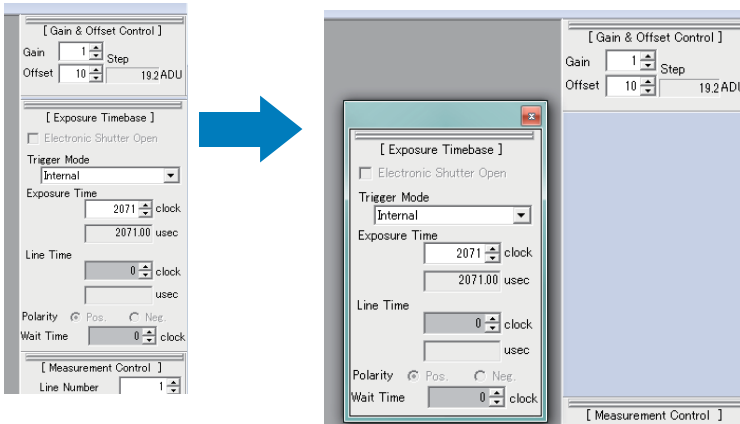 [ Gain & Offset Control ]
Gain 1 Step
Offset 10 19.2 ADU
[ Exposure Timebase ]
Electronic Shutter Open
Trigger Mode
Internal
Exposure Time
2071 clock
2071.00 usec
Line Time
0 clock
usec
Polarity Pos. Neg.
Wait Time 0 clock
[ Measurement Control ]
Line Number 1
[ Gain & Offset Control ]
Gain 1 Step
Offset 10 19.2 ADU
[ Exposure Timebase ]
Electronic Shutter Open
Trigger Mode
Internal
Exposure Time
2071 clock
2071.00 usec
Line Time
0 clock
usec
Polarity Pos. Neg.
Wait Time 0 clock
[ Measurement Control ]